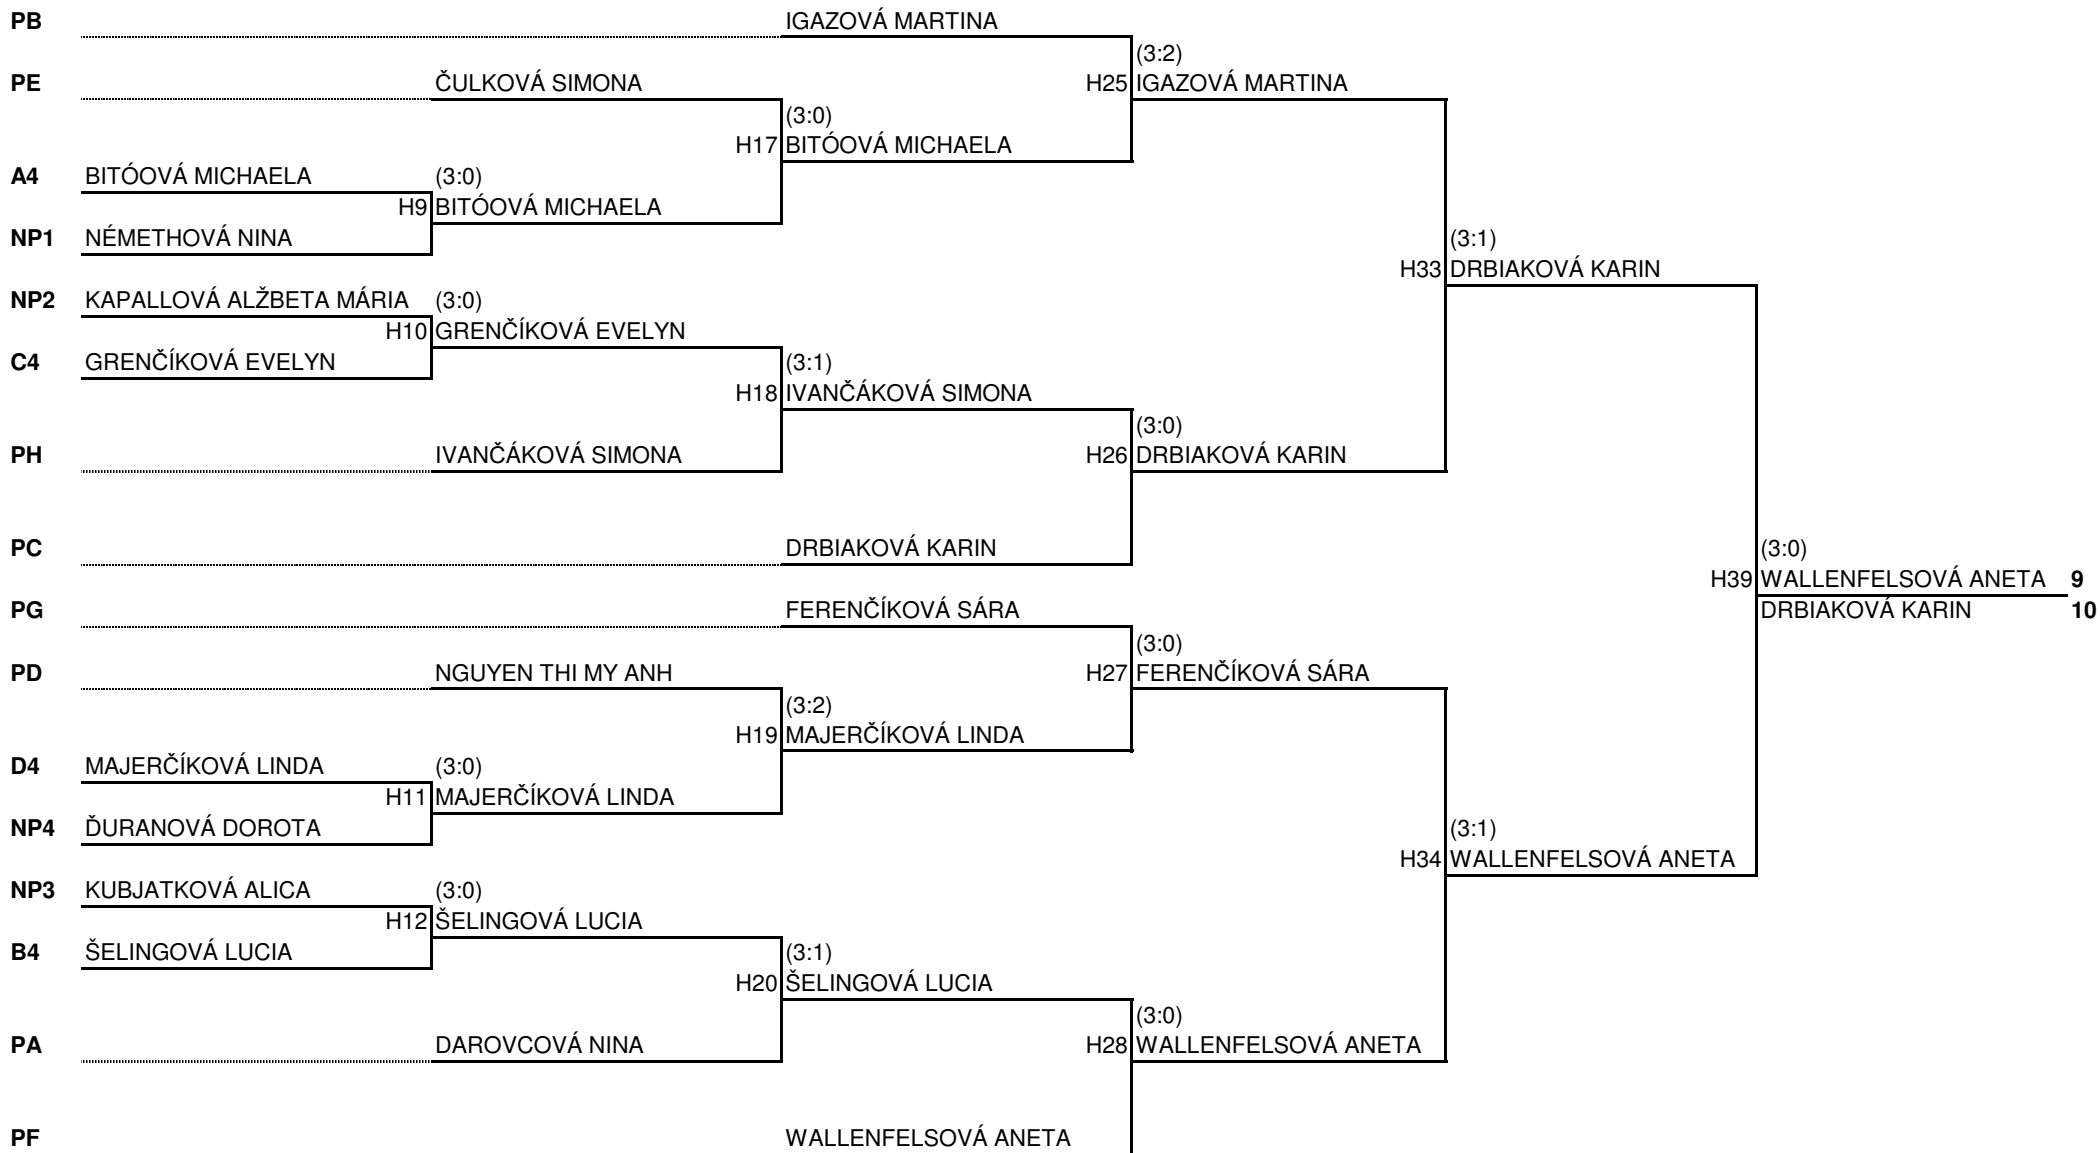 PB IGAZOVÁ MARTINA
(3:2)
PE ČULKOVÁ SIMONA H25 IGAZOVÁ MARTINA
(3:0)
H17 BITÓOVÁ MICHAELA
A4 BITÓOVÁ MICHAELA (3:0)
H9 BITÓOVÁ MICHAELA
NP1 NÉMETHOVÁ NINA (3:1)
H33 DRBIAKOVÁ KARIN
NP2 KAPALLOVÁ ALŽBETA MÁRIA (3:0)
H10 GRENČÍKOVÁ EVELYN
C4 GRENČÍKOVÁ EVELYN (3:1)
H18 IVANČÁKOVÁ SIMONA
(3:0)
PH IVANČÁKOVÁ SIMONA H26 DRBIAKOVÁ KARIN
PC DRBIAKOVÁ KARIN (3:0)
H39 WALLENFELSOVÁ ANETA 9
PG FERENČÍKOVÁ SÁRA DRBIAKOVÁ KARIN 10
(3:0)
PD NGUYEN THI MY ANH H27 FERENČÍKOVÁ SÁRA
(3:2)
H19 MAJERČÍKOVÁ LINDA
D4 MAJERČÍKOVÁ LINDA (3:0)
H11 MAJERČÍKOVÁ LINDA
NP4 ĎURANOVÁ DOROTA (3:1)
H34 WALLENFELSOVÁ ANETA
NP3 KUBJATKOVÁ ALICA (3:0)
H12 ŠELINGOVÁ LUCIA
B4 ŠELINGOVÁ LUCIA (3:1)
H20 ŠELINGOVÁ LUCIA
(3:0)
PA DAROVCOVÁ NINA H28 WALLENFELSOVÁ ANETA
PF WALLENFELSOVÁ ANETA